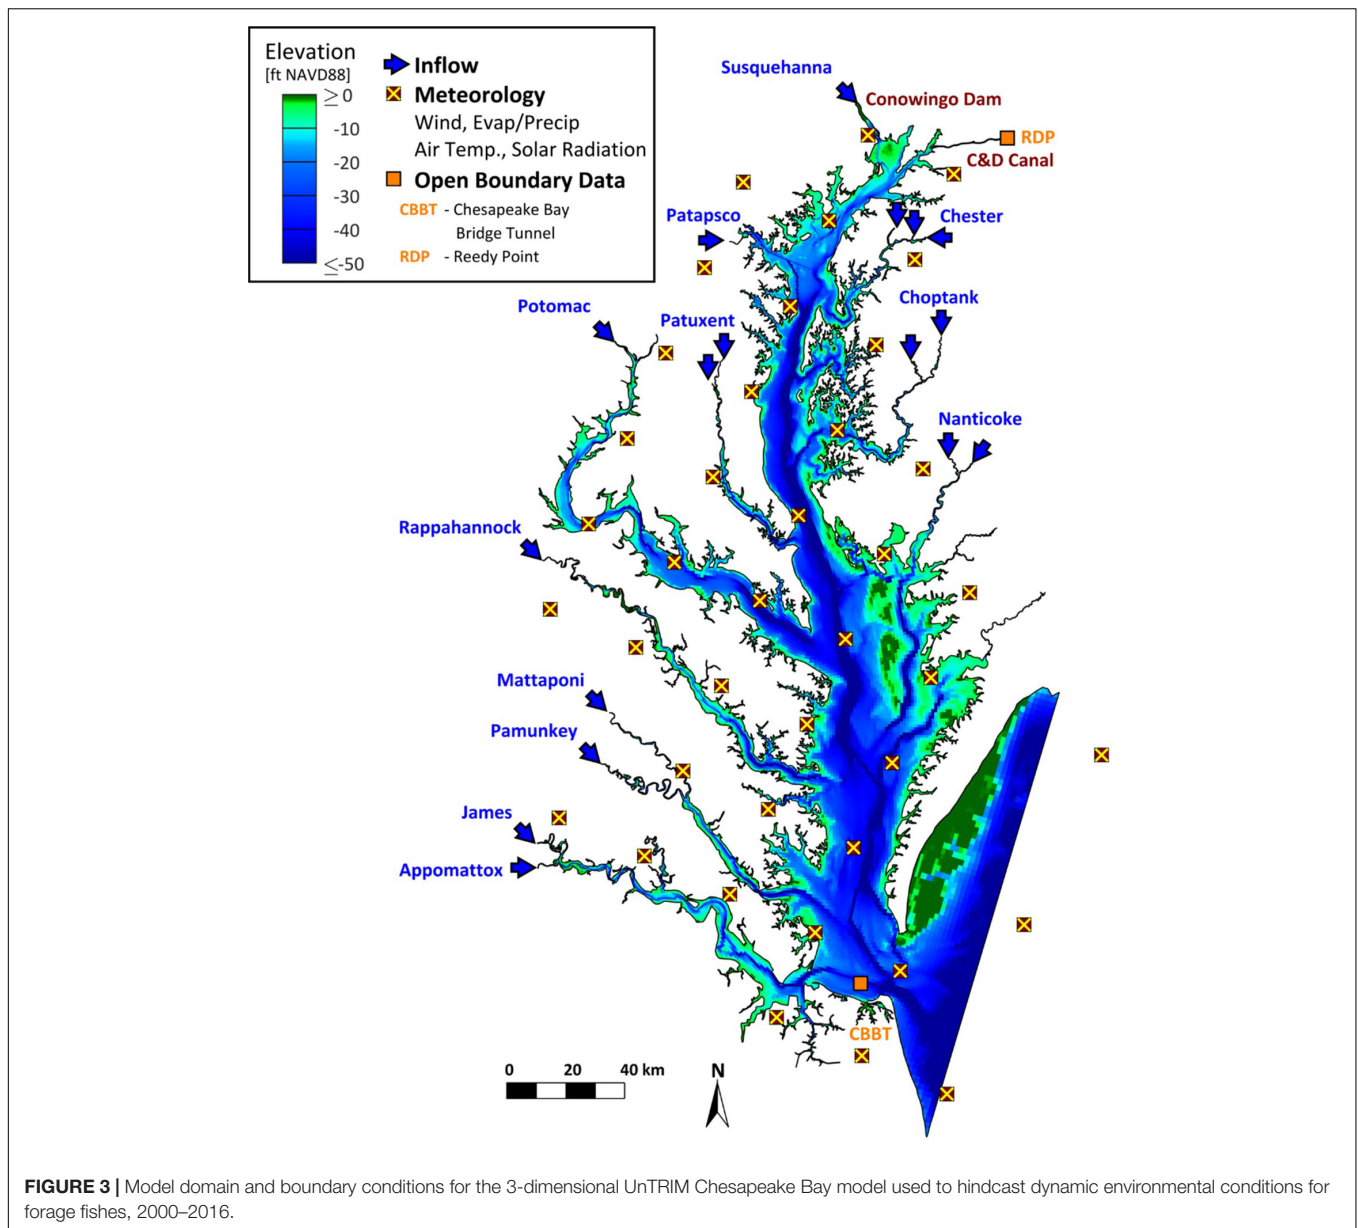 Elevation
[ft NAVD88]
≥ 0
-10
-20
-30
-40
≤-50
Inflow
Meteorology
Wind, Evap/Precip
Air Temp., Solar Radiation
Open Boundary Data
CBBT - Chesapeake Bay
Bridge Tunnel
RDP - Reedy Point
Susquehanna
Conowingo Dam
RDP
C&D Canal
Patapsco
Chester
Choptank
Potomac
Patuxent
Nanticoke
Rappahannock
Mattaponi
Pamunkey
James
Appomattox
CBBT
0 20 40 km
N
FIGURE 3 | Model domain and boundary conditions for the 3-dimensional UnTRIM Chesapeake Bay model used to hindcast dynamic environmental conditions for
forage fishes, 2000–2016.